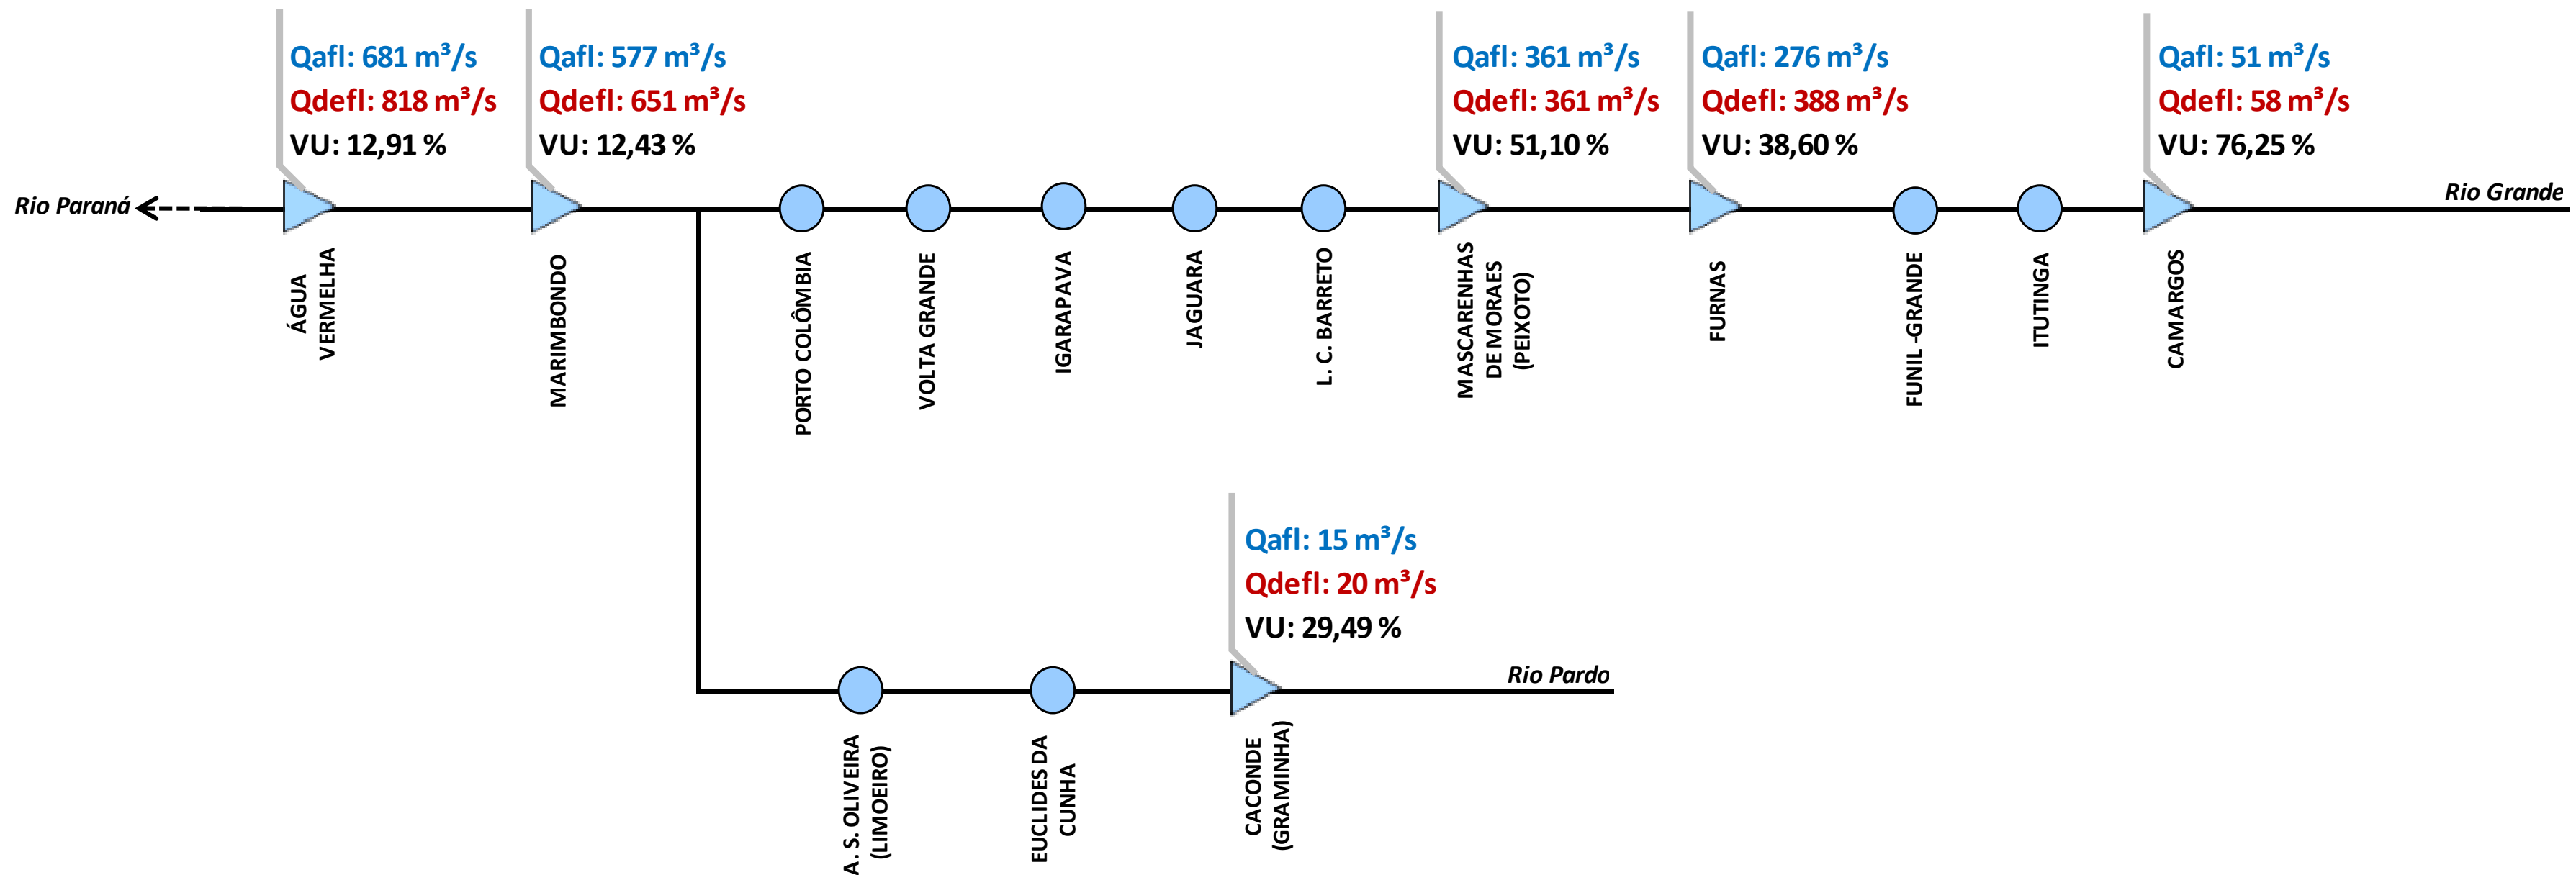 Qafl: 681 m³/s
Qdefl: 818 m³/s
VU: 12,91 %
Qafl: 577 m³/s
Qdefl: 651 m³/s
VU: 12,43 %
Qafl: 361 m³/s
Qdefl: 361 m³/s
VU: 51,10 %
Qafl: 276 m³/s
Qdefl: 388 m³/s
VU: 38,60 %
Qafl: 51 m³/s
Qdefl: 58 m³/s
VU: 76,25 %
Rio Paraná
Rio Grande
ÁGUA
VERMELHA
MARIMBONDO
PORTO COLÔMBIA
VOLTA GRANDE
IGARAPAVA
JAGUARA
L. C. BARRETO
MASCARENHAS
DE MORAES
(PEIXOTO)
FURNAS
FUNIL -GRANDE
ITUTINGA
CAMARGOS
Qafl: 15 m³/s
Qdefl: 20 m³/s
VU: 29,49 %
Rio Pardo
A. S. OLIVEIRA
(LIMOEIRO)
EUCLIDES DA
CUNHA
CACONDE
(GRAMINHA)